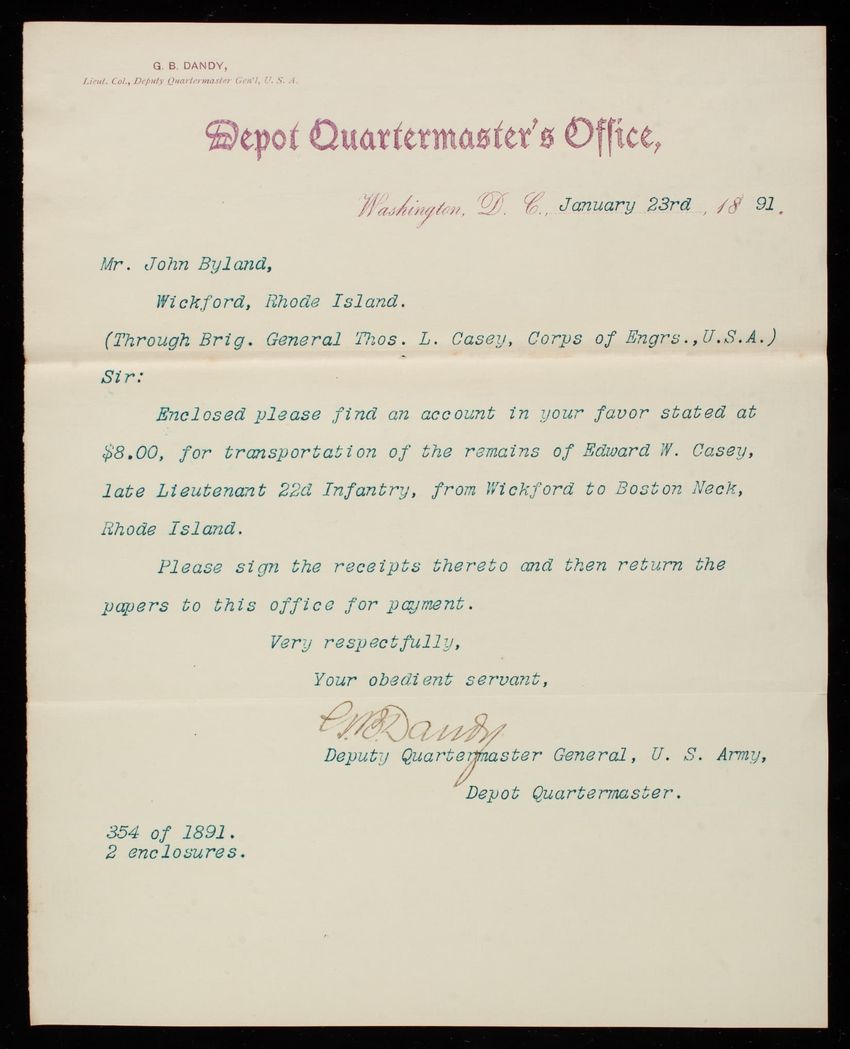 G. B. DANDY,
Lieut. Col., Deputy Quartermaster Gen'l, U. S. A.
Depot Quartermaster's Office,
Washington, D. C., January 23rd, 18 91.
Mr. John Byland,
Wickford, Rhode Island.
(Through Brig. General Thos. L. Casey, Corps of Engrs., U.S.A.)
Sir:
Enclosed please find an account in your favor stated at
$8.00, for transportation of the remains of Edward W. Casey,
late Lieutenant 22d Infantry, from Wickford to Boston Neck,
Rhode Island.
Please sign the receipts thereto and then return the
papers to this office for payment.
Very respectfully,
Your obedient servant,
G.B.Dandy
Deputy Quartermaster General, U. S. Army,
Depot Quartermaster.
354 of 1891.
2 enclosures.